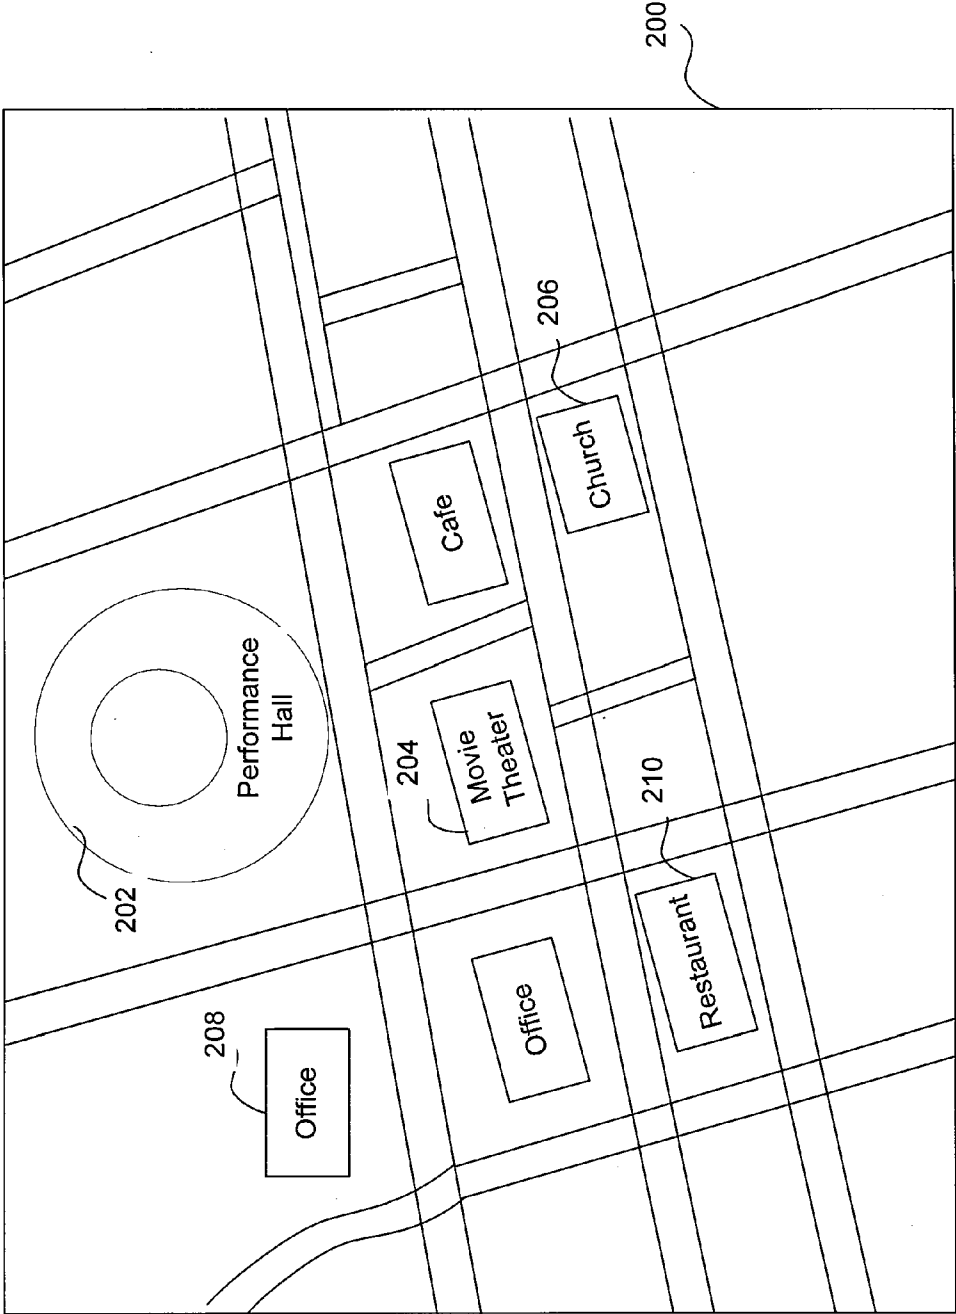 202
208
Performance
Hall
Office
204
Cafe
Movie
Theater
Office
206
Church
210
200
Restaurant